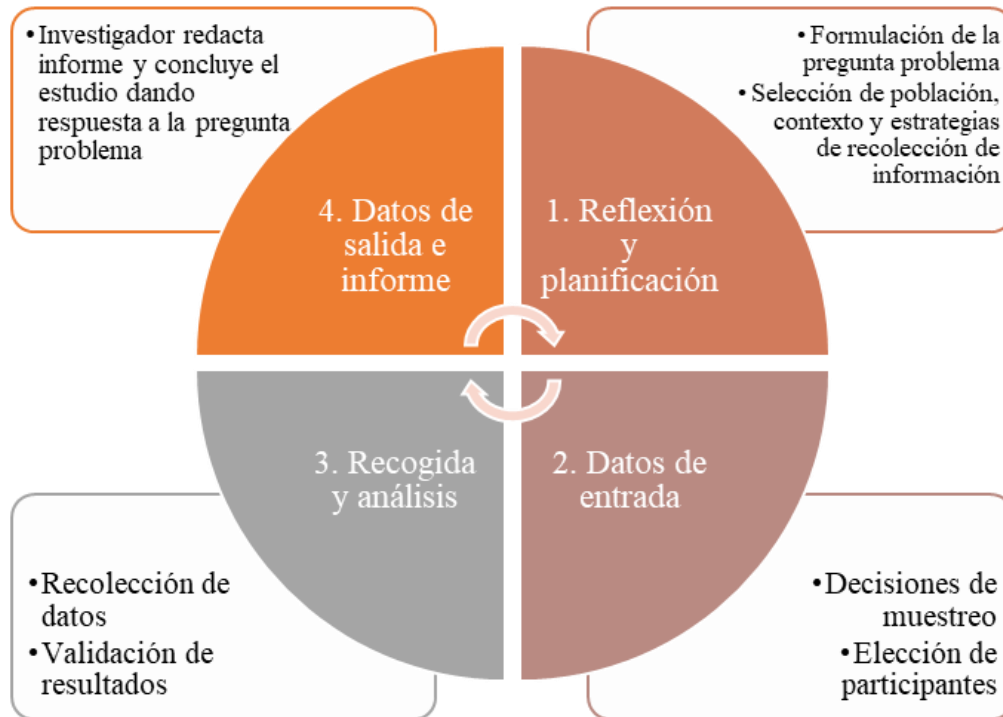 •Investigador redacta
informe y concluye el
estudio dando
respuesta a la pregunta
problema
•Formulación de la
pregunta problema
•Selección de población,
contexto y estrategias
de recolección de
información
4. Datos de
salida e
informe
1. Reflexión
y
planificación
3. Recogida
y análisis
2. Datos de
entrada
•Recolección de
datos
•Validación de
resultados
•Decisiones de
muestreo
•Elección de
participantes